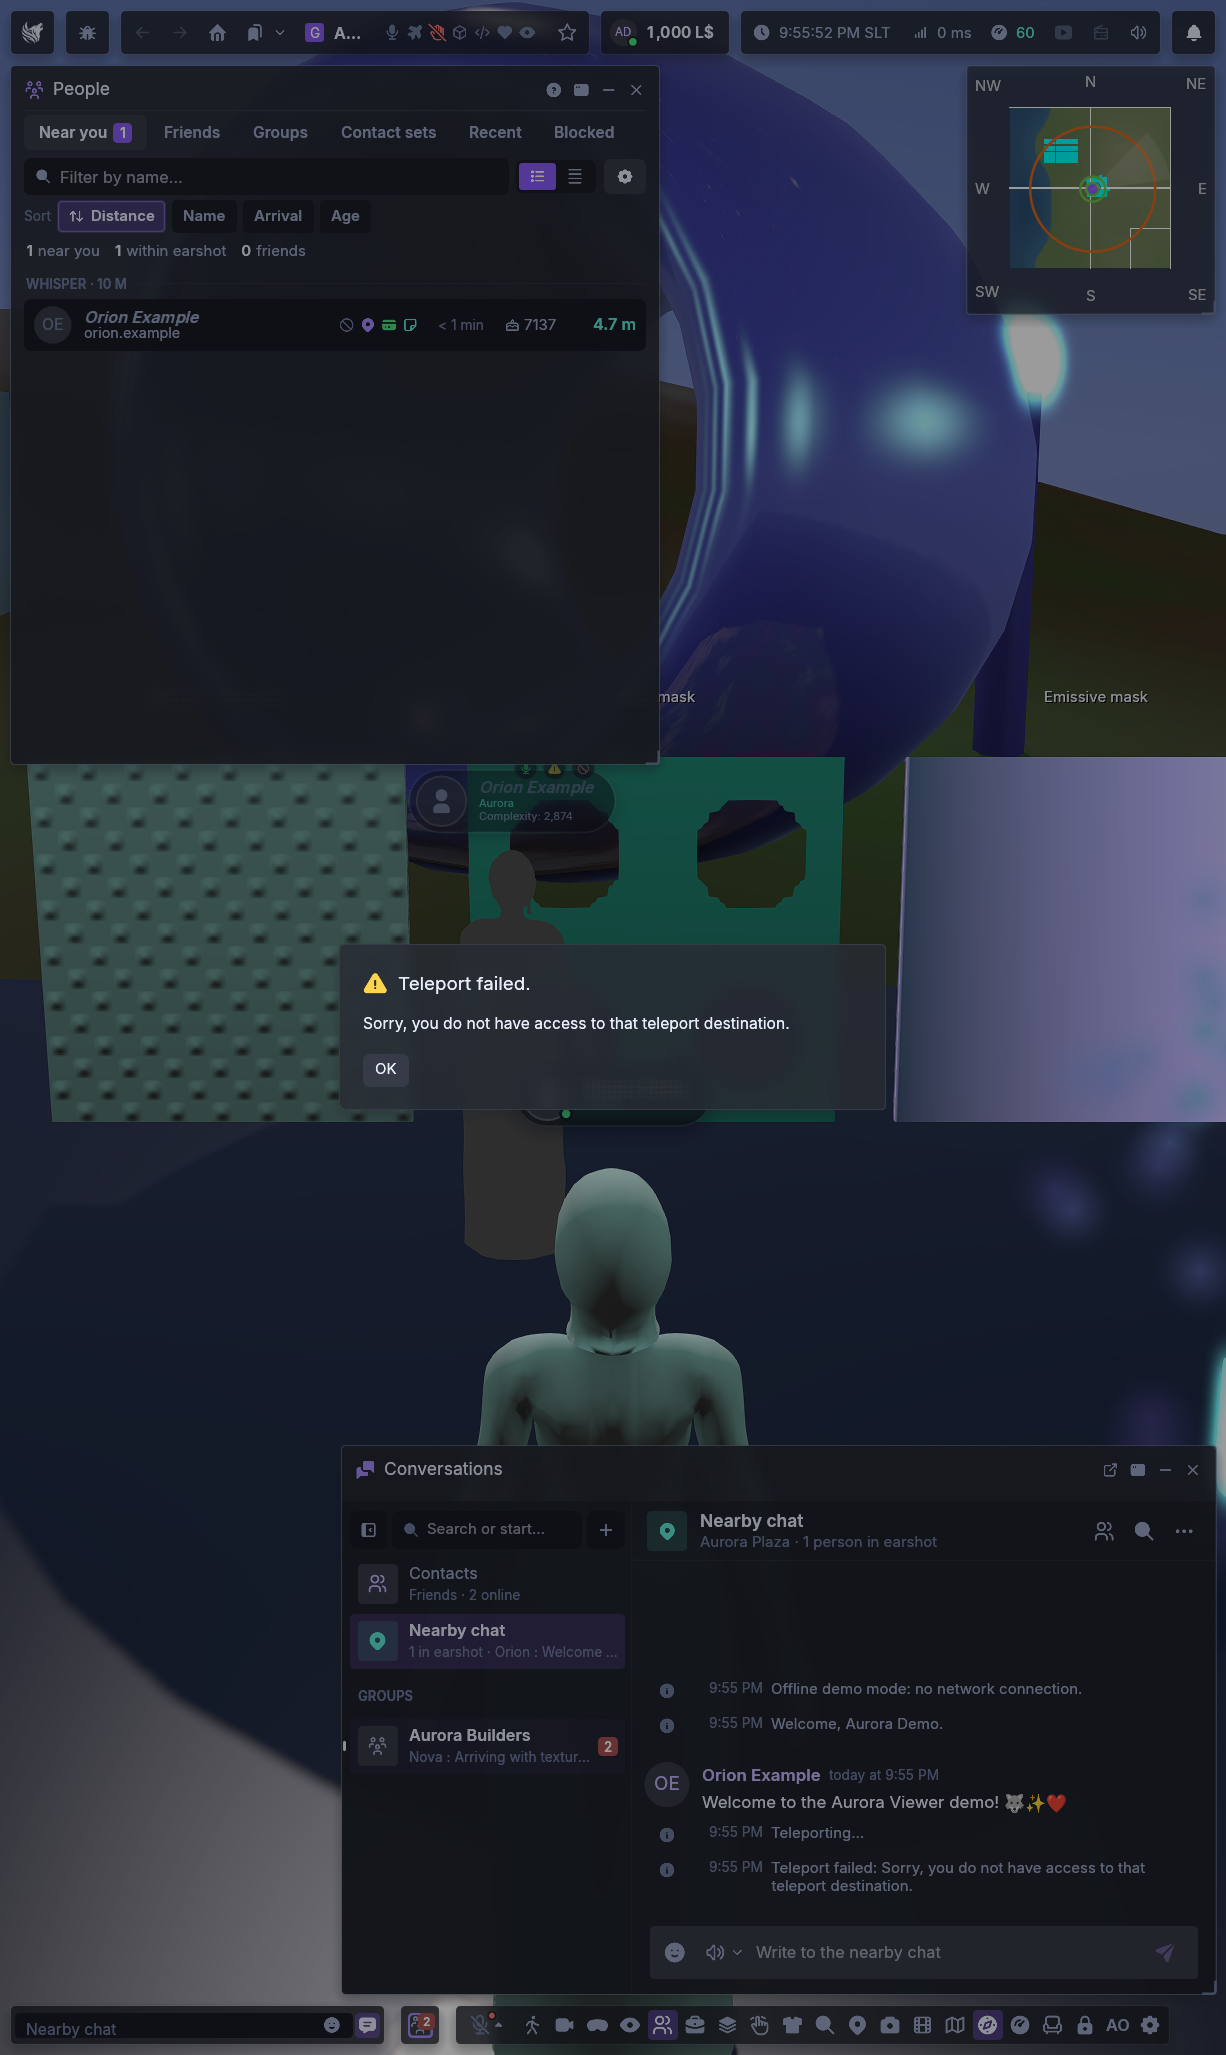 G A...
AD 1,000 L$
9:55:52 PM SLT 0 ms 60
People
Near you 1 Friends Groups Contact sets Recent Blocked
Filter by name...
Sort Distance Name Arrival Age
1 near you 1 within earshot 0 friends
WHISPER · 10 M
OE Orion Example
orion.example
< 1 min 7137 4.7 m
NW N NE
W E
SW S SE
mask
Emissive mask
Orion Example
Aurora
Complexity: 2,874
Teleport failed.
Sorry, you do not have access to that teleport destination.
OK
Conversations
Search or start...
Contacts
Friends · 2 online
Nearby chat
1 in earshot · Orion : Welcome ...
GROUPS
Aurora Builders
Nova : Arriving with textur... 2
Nearby chat
Aurora Plaza · 1 person in earshot
9:55 PM Offline demo mode: no network connection.
9:55 PM Welcome, Aurora Demo.
OE Orion Example today at 9:55 PM
Welcome to the Aurora Viewer demo! 🐺✨❤️
9:55 PM Teleporting...
9:55 PM Teleport failed: Sorry, you do not have access to that
teleport destination.
Write to the nearby chat
Nearby chat
2
AO